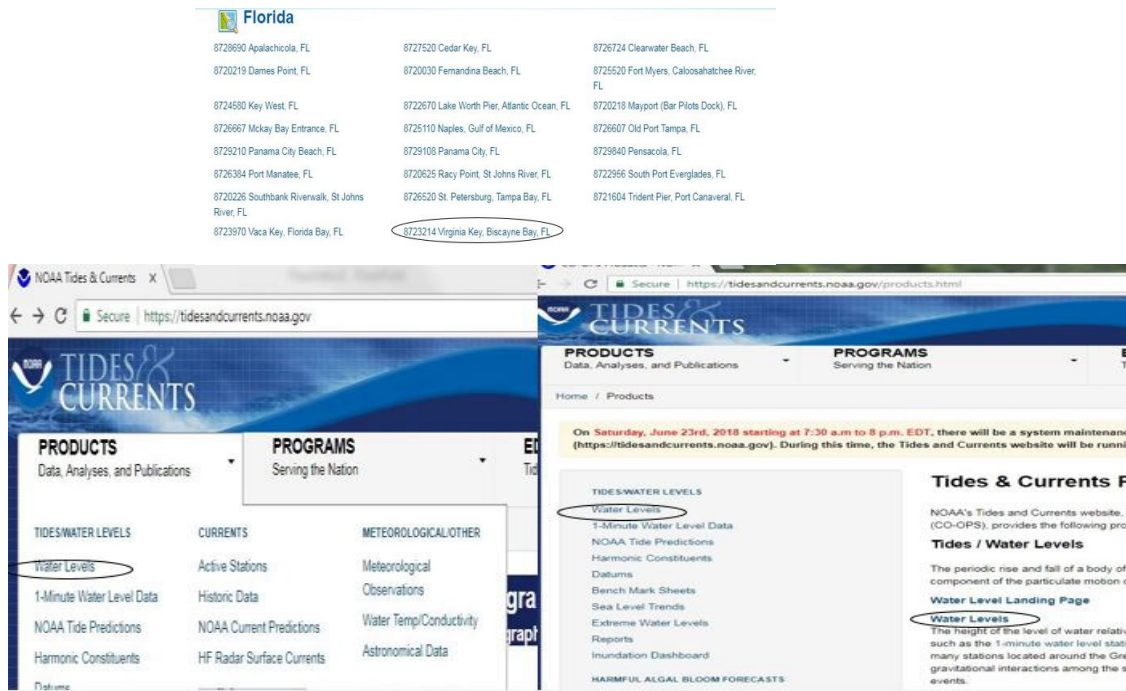 Florida
8728690 Apalachicola, FL
8727520 Cedar Key, FL
8726724 Clearwater Beach, FL
8720219 Dames Point, FL
8720030 Fernandina Beach, FL
8725520 Fort Myers, Caloosahatchee River,
FL
8724580 Key West, FL
8722670 Lake Worth Pier, Atlantic Ocean, FL
8720218 Mayport (Bar Pilots Dock), FL
8726667 Mckay Bay Entrance, FL
8725110 Naples, Gulf of Mexico, FL
8726607 Old Port Tampa, FL
8729210 Panama City Beach, FL
8729108 Panama City, FL
8729840 Pensacola, FL
8726384 Port Manatee, FL
8720625 Racy Point, St Johns River, FL
8722956 South Port Everglades, FL
8720226 Southbank Riverwalk, St Johns
River, FL
8726520 St. Petersburg, Tampa Bay, FL
8721604 Trident Pier, Port Canaveral, FL
8723970 Vaca Key, Florida Bay, FL
8723214 Virginia Key, Biscayne Bay, FL
NOAA Tides & Currents X
Secure https://tidesandcurrents.noaa.gov
NOAA
TIDES&
CURRENTS
PRODUCTS
Data, Analyses, and Publications
PROGRAMS
Serving the Nation
TIDES/WATER LEVELS
Water Levels
1-Minute Water Level Data
NOAA Tide Predictions
Harmonic Constituents
Datums
CURRENTS
Active Stations
Historic Data
NOAA Current Predictions
HF Radar Surface Currents
METEOROLOGICAL/OTHER
Meteorological
Observations
Water Temp/Conductivity
Astronomical Data
Secure https://tidesandcurrents.noaa.gov/products.html
NOAA
TIDES&
CURRENTS
PRODUCTS
Data, Analyses, and Publications
PROGRAMS
Serving the Nation
Home / Products
On Saturday, June 23rd, 2018 starting at 7:30 a.m to 8 p.m. EDT, there will be a system maintenanc
(https://tidesandcurrents.noaa.gov). During this time, the Tides and Currents website will be runni
TIDES/WATER LEVELS
Water Levels
1-Minute Water Level Data
NOAA Tide Predictions
Harmonic Constituents
Datums
Bench Mark Sheets
Sea Level Trends
Extreme Water Levels
Reports
Inundation Dashboard
HARMFUL ALGAL BLOOM FORECASTS
Tides & Currents P
NOAA's Tides and Currents website,
(CO-OPS), provides the following pro
Tides / Water Levels
The periodic rise and fall of a body of
component of the particulate motion o
Water Level Landing Page
Water Levels
The height of the level of water relativ
such as the 1-minute water level stati
many stations located around the Gre
gravitational interactions among the s
events.